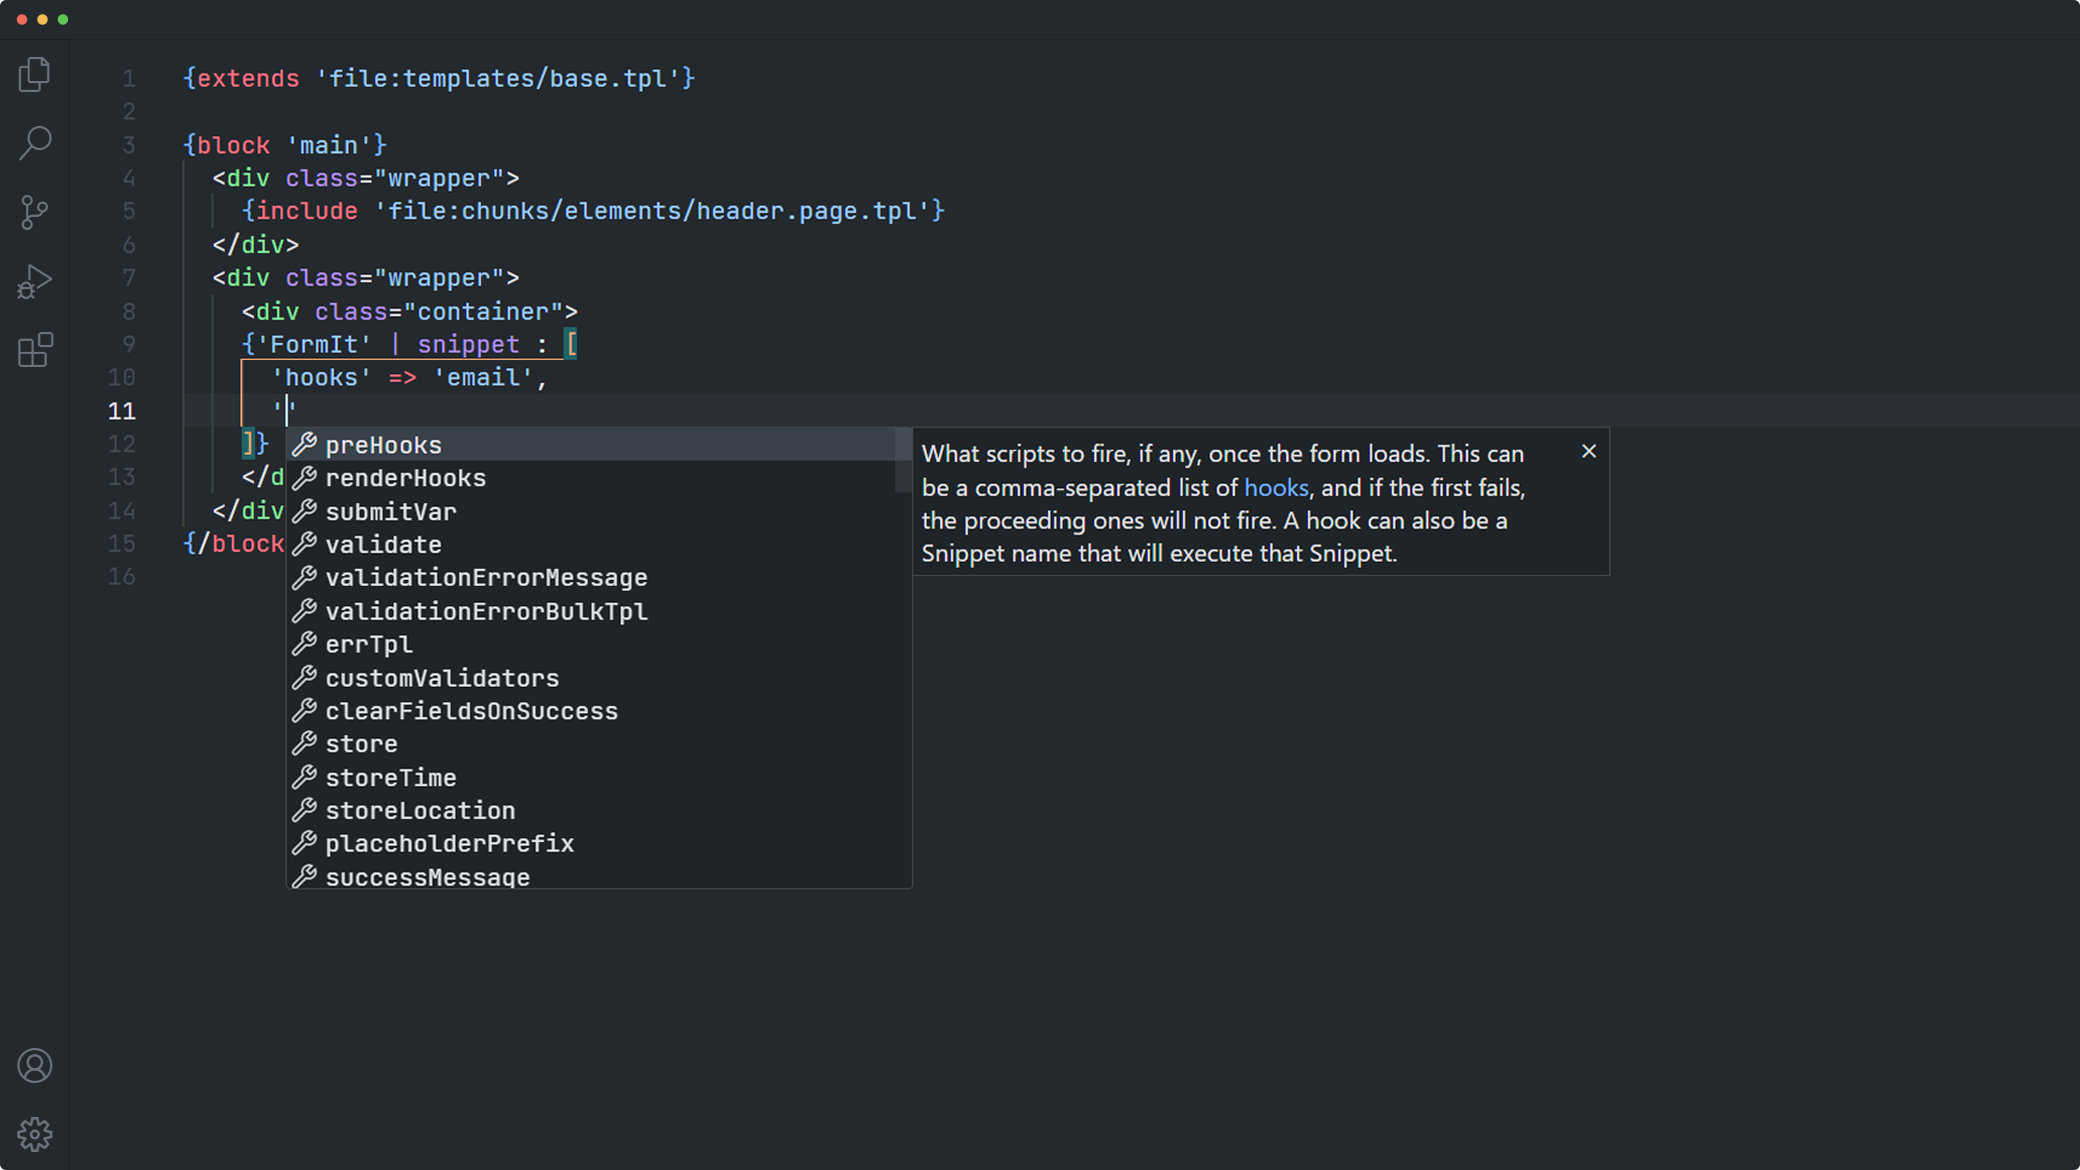 1 {extends 'file:templates/base.tpl'}
2
3 {block 'main'}
4 <div class="wrapper">
5 {include 'file:chunks/elements/header.page.tpl'}
6 </div>
7 <div class="wrapper">
8 <div class="container">
9 {'FormIt' | snippet : [
10 'hooks' => 'email',
11 ''
12 ]}
13 </d
14 </div
15 {/block
16
preHooks
renderHooks
submitVar
validate
validationErrorMessage
validationErrorBulkTpl
errTpl
customValidators
clearFieldsOnSuccess
store
storeTime
storeLocation
placeholderPrefix
successMessage
What scripts to fire, if any, once the form loads. This can
be a comma-separated list of hooks, and if the first fails,
the proceeding ones will not fire. A hook can also be a
Snippet name that will execute that Snippet.